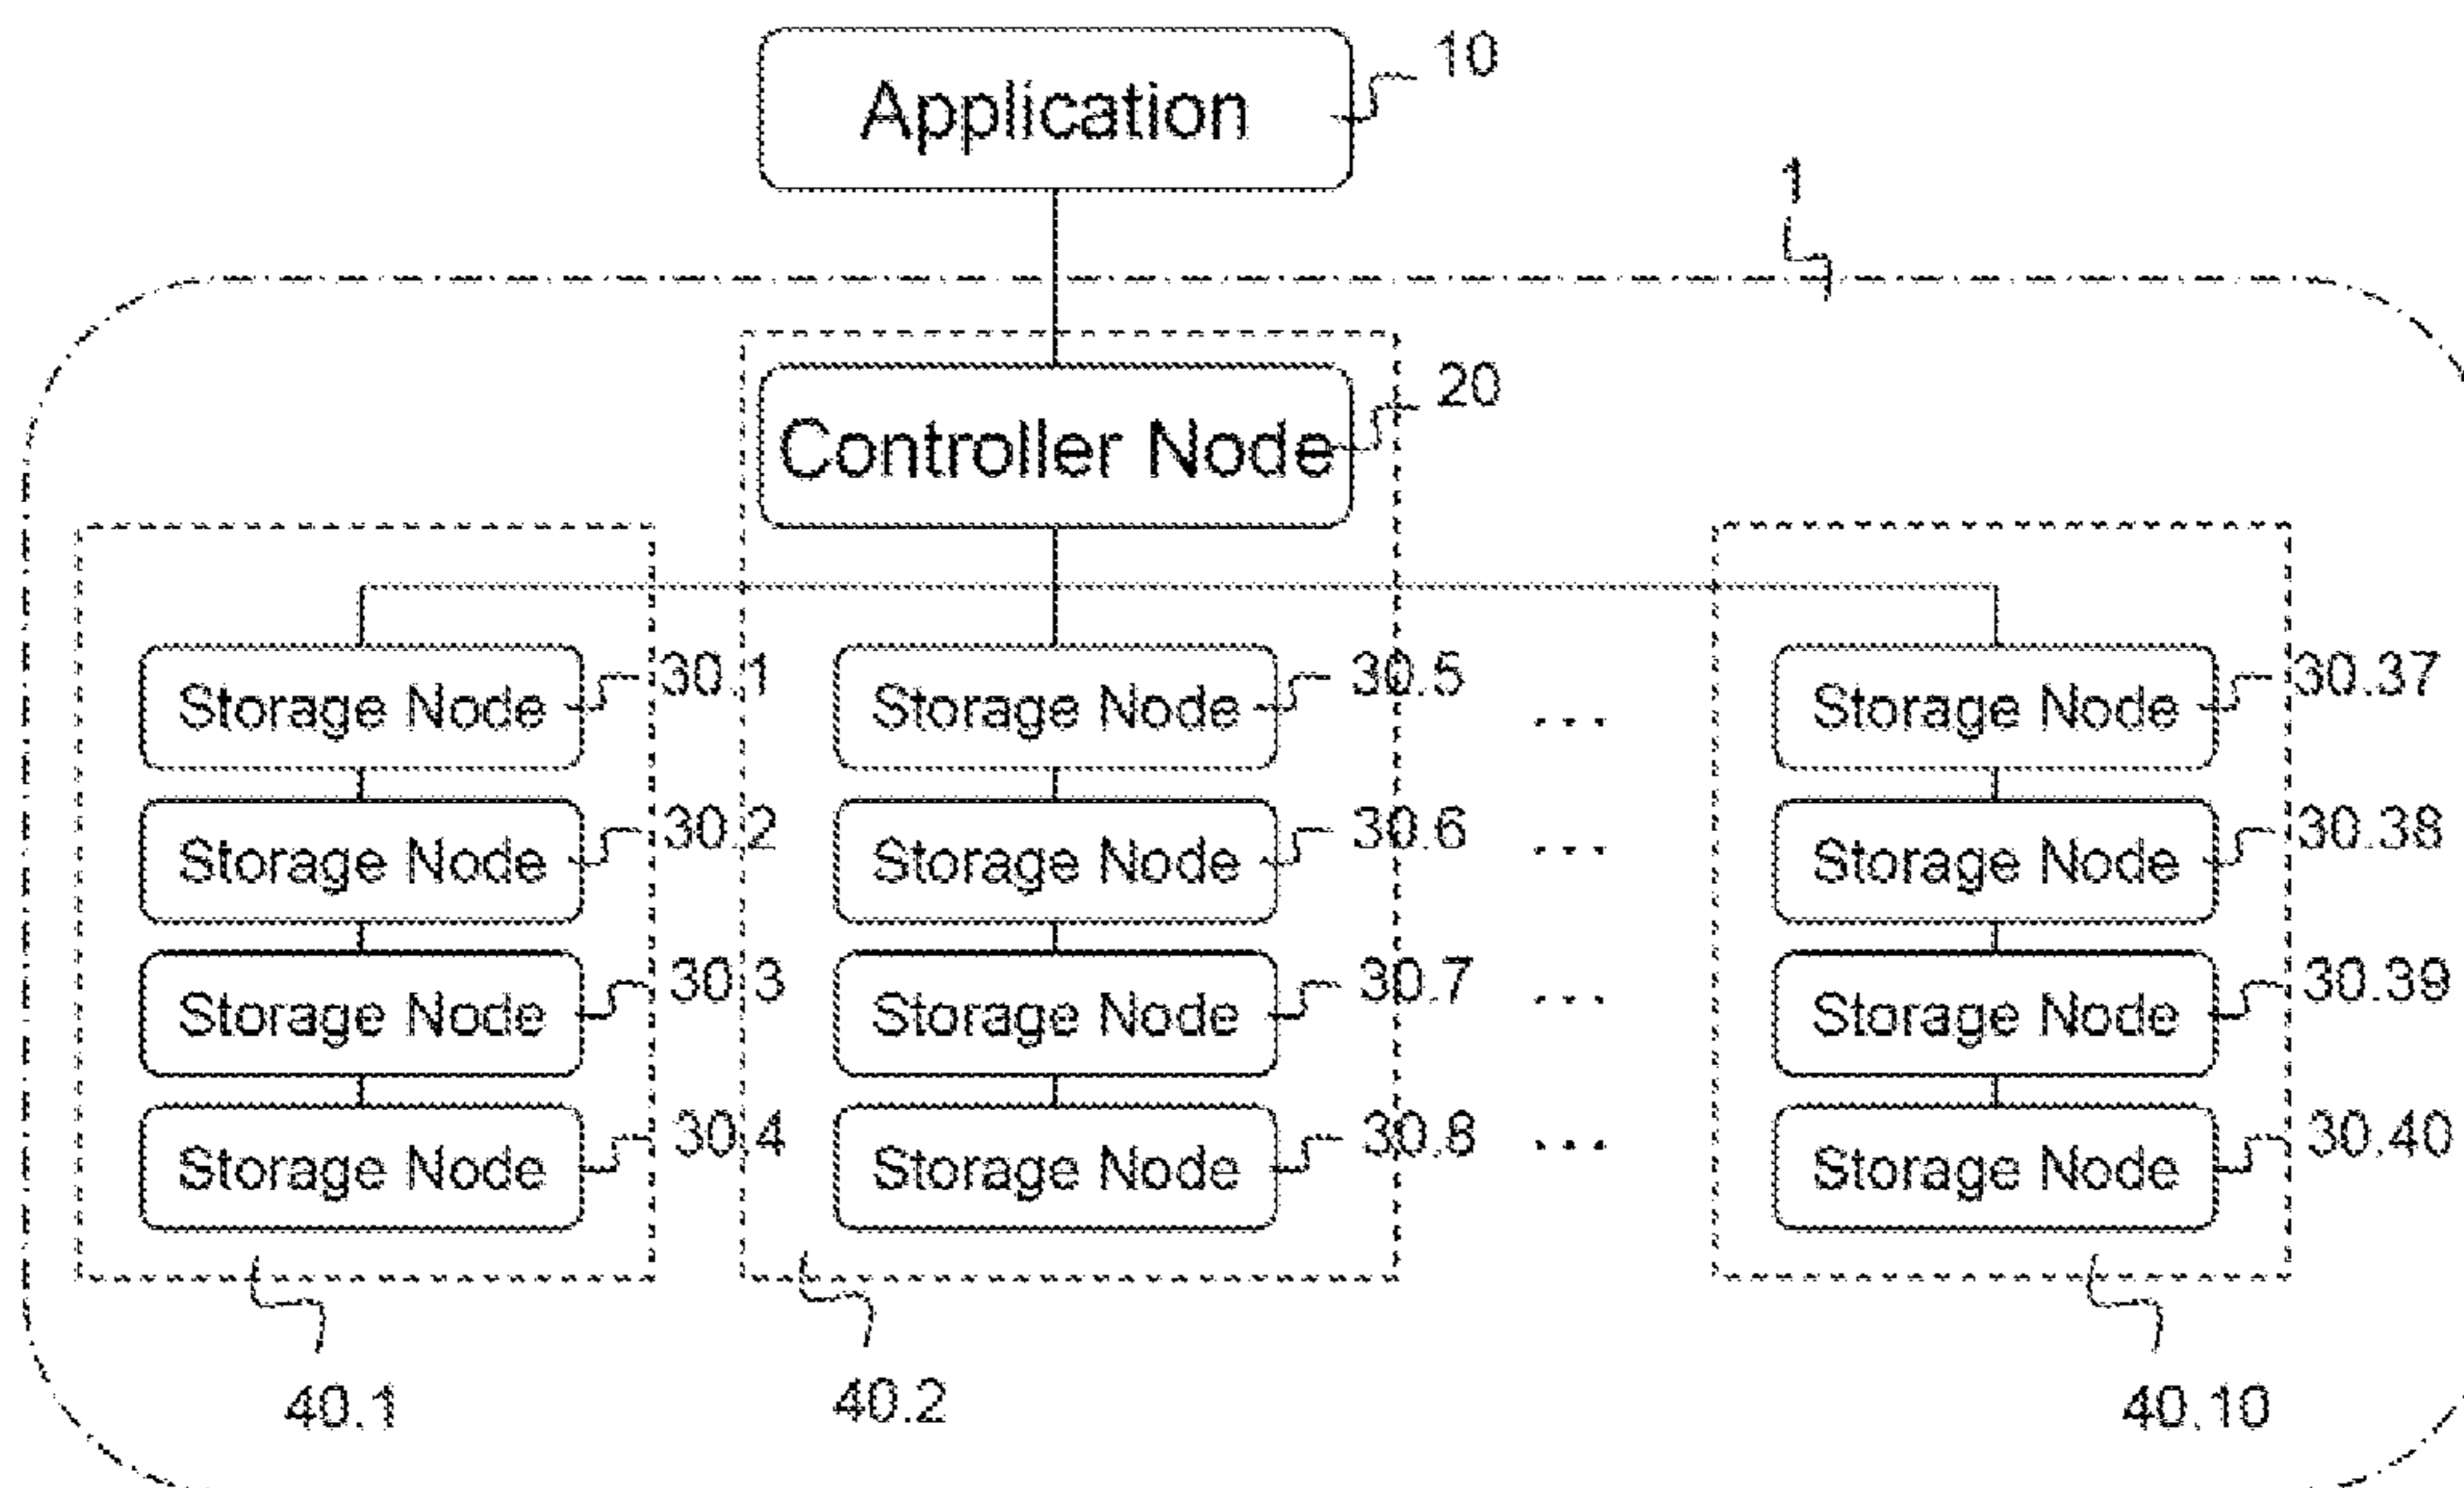 Application 10
1
Controller Node 20
Storage Node 30.1 Storage Node 30.5 ... Storage Node 30.37
Storage Node 30.2 Storage Node 30.6 ... Storage Node 30.38
Storage Node 30.3 Storage Node 30.7 ... Storage Node 30.39
Storage Node 30.4 Storage Node 30.8 ... Storage Node 30.40
40.1 40.2 40.10